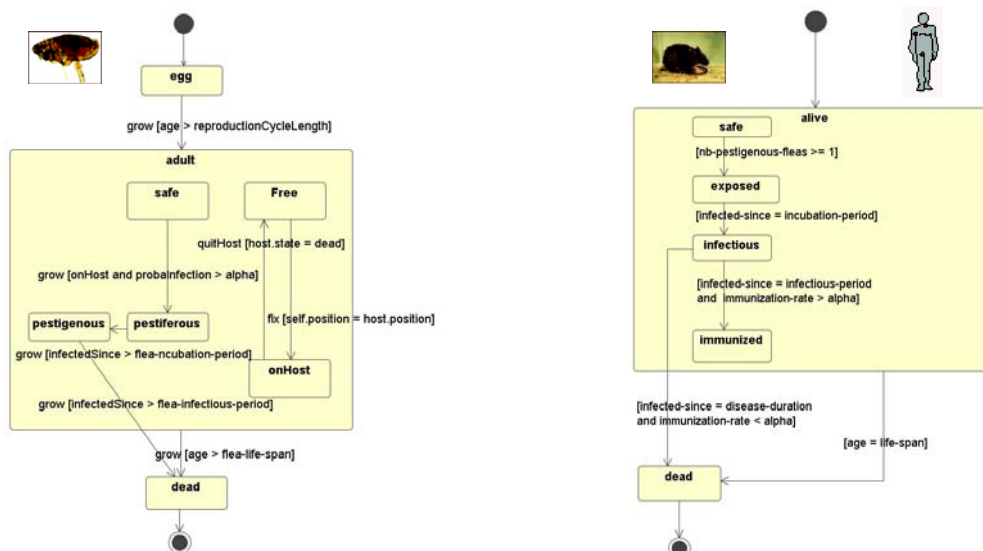 egg
grow [age > reproductionCycleLength]
adult
safe
Free
quitHost [host.state = dead]
grow [onHost and probaInfection > alpha]
fix [self.position = host.position]
pestigenous
pestiferous
grow [infectedSince > flea-ncubation-period]
onHost
grow [infectedSince > flea-infectious-period]
grow [age > flea-life-span]
dead
alive
safe
[nb-pestigenous-fleas >= 1]
exposed
[infected-since = incubation-period]
infectious
[infected-since = infectious-period
and immunization-rate > alpha]
immunized
[infected-since = disease-duration
and immunization-rate < alpha]
[age = life-span]
dead